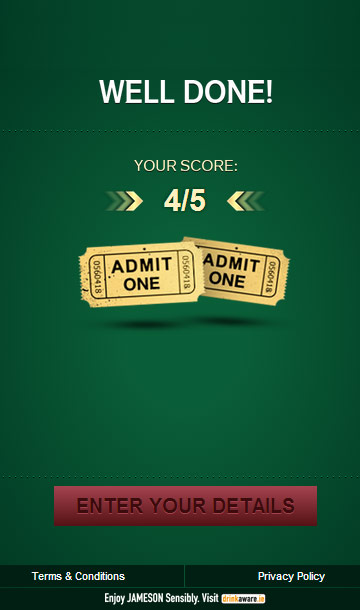 WELL DONE!
YOUR SCORE:
4/5
0560418 ADMIT ONE 0560418
ADMIT ONE 0560418
ENTER YOUR DETAILS
Terms & Conditions Privacy Policy
Enjoy JAMESON Sensibly. Visit drinkaware.ie